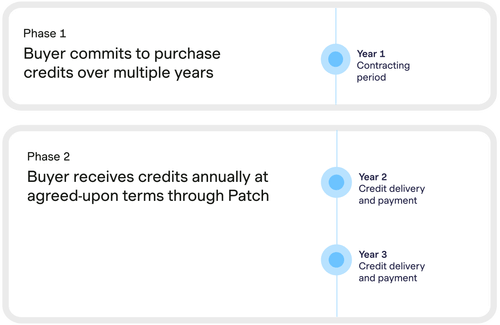 Phase 1
Buyer commits to purchase
credits over multiple years
Year 1
Contracting
period
Phase 2
Buyer receives credits annually at
agreed-upon terms through Patch
Year 2
Credit delivery
and payment
Year 3
Credit delivery
and payment